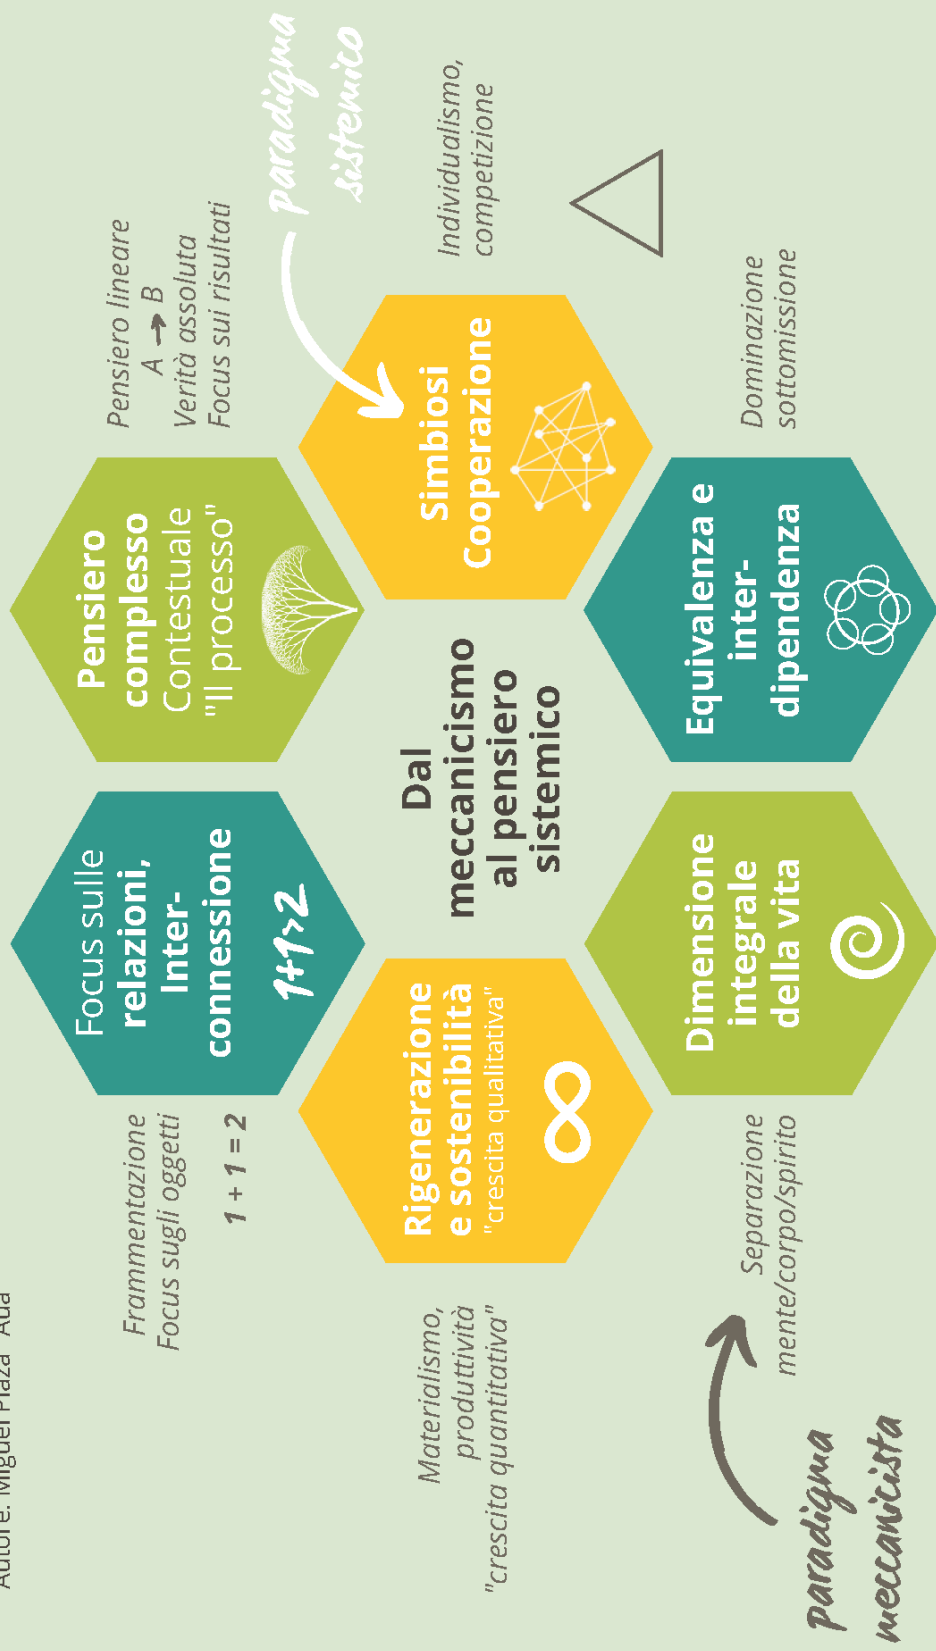 Autore: Miguel Plaza
Frammentazione
Focus sugli oggetti
1 + 1 = 2
Focus sulle
relazioni,
Inter-
connessione
1+1>2
Pensiero
complesso
Contestuale
"Il processo"
Pensiero lineare
A → B
Verità assoluta
Focus sui risultati
paradigma
sistemico
Materialismo,
produttività
"crescita quantitativa"
Rigenerazione
e sostenibilità
"crescita qualitativa"
Dal
meccanicismo
al pensiero
sistemico
Simbiosi
Cooperazione
Individualismo,
competizione
Separazione
mente/corpo/spirito
Dimensione
integrale
della vita
Equivalenza e
inter-
dipendenza
Dominazione
sottomissione
paradigma
meccanicista